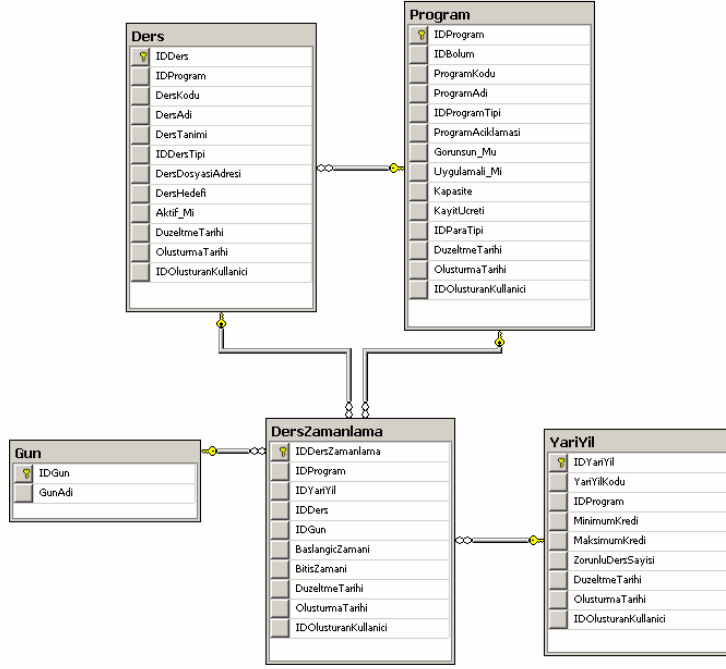 Ders
IDDers
IDProgram
DersKodu
DersAdi
DersTanimi
IDDersTipi
DersDosyasiAdresi
DersHedefi
Aktif_Mi
DuzeltmeTarihi
OlusturmaTarihi
IDOlusturanKullanici
Program
IDProgram
IDBolum
ProgramKodu
ProgramAdi
IDProgramTipi
ProgramAciklamasi
Gorunsun_Mu
Uygulamali_Mi
Kapasite
KayitUcreti
IDParaTipi
DuzeltmeTarihi
OlusturmaTarihi
IDOlusturanKullanici
Gun
IDGun
GunAdi
DersZamanlama
IDDersZamanlama
IDProgram
IDYariYil
IDDers
IDGun
BaslangicZamani
BitisZamani
DuzeltmeTarihi
OlusturmaTarihi
IDOlusturanKullanici
YariYil
IDYariYil
YariYilKodu
IDProgram
MinimumKredi
MaksimumKredi
ZorunluDersSayisi
DuzeltmeTarihi
OlusturmaTarihi
IDOlusturanKullanici